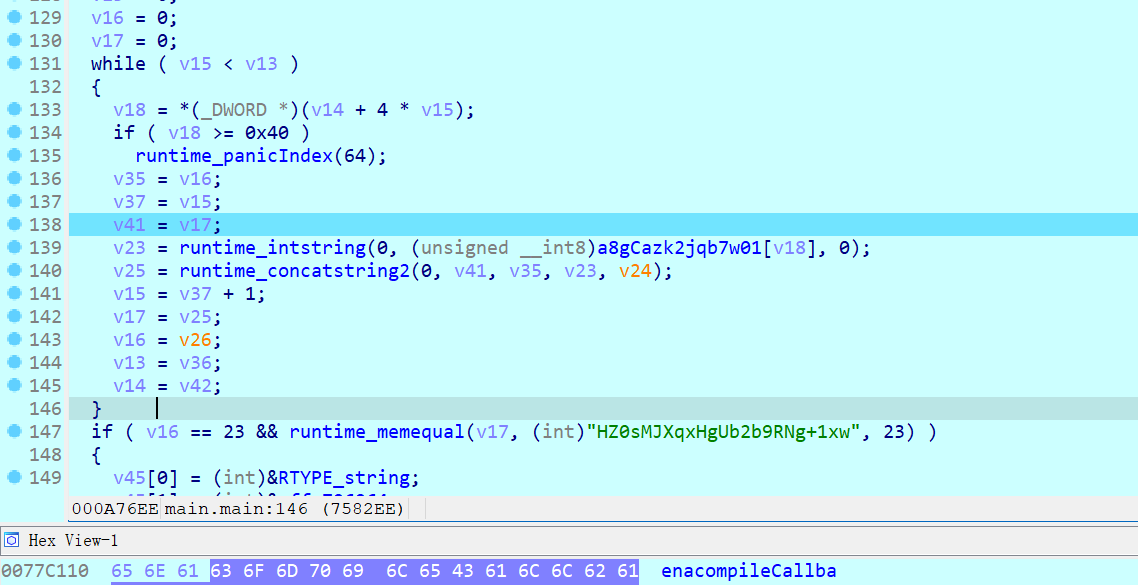 129 v16 = 0;
130 v17 = 0;
131 while ( v15 < v13 )
132 {
133 v18 = *(_DWORD *)(v14 + 4 * v15);
134 if ( v18 >= 0x40 )
135 runtime_panicIndex(64);
136 v35 = v16;
137 v37 = v15;
138 v41 = v17;
139 v23 = runtime_intstring(0, (unsigned __int8)a8gCazk2jqb7w01[v18], 0);
140 v25 = runtime_concatstring2(0, v41, v35, v23, v24);
141 v15 = v37 + 1;
142 v17 = v25;
143 v16 = v26;
144 v13 = v36;
145 v14 = v42;
146 }
147 if ( v16 == 23 && runtime_memequal(v17, (int)"HZ0sMJXqxHgUb2b9RNg+1xw", 23) )
148 {
149 v45[0] = (int)&RTYPE_string;
000A76EE main.main:146 (7582EE)
Hex View-1
0077C110 65 6E 61 63 6F 6D 70 69 6C 65 43 61 6C 6C 62 61 enacompileCallba